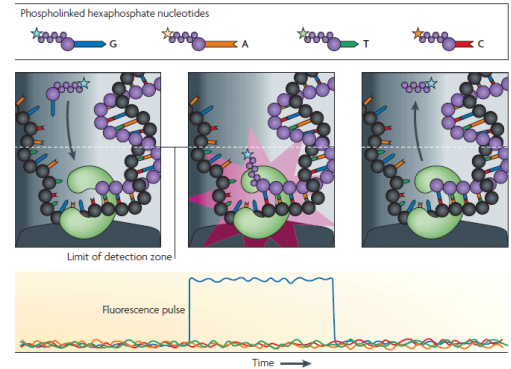 Phospholinked hexaphosphate nucleotides
G
A
T
C
Limit of detection zone
Fluorescence pulse
Time